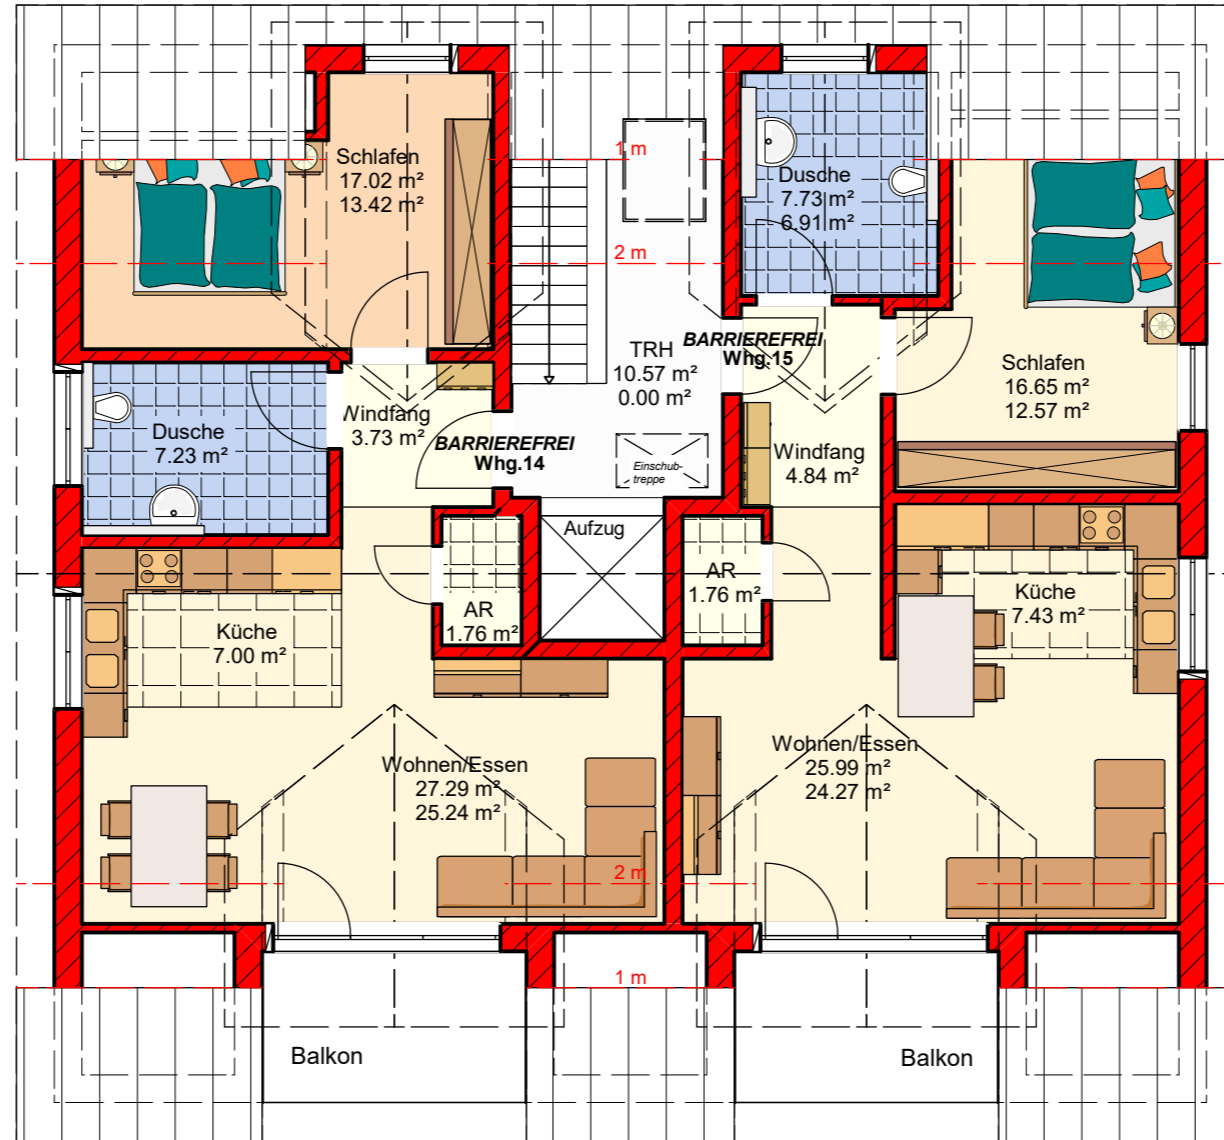 1 m
Schlafen
17.02 m²
13.42 m²
Dusche
7.73 m²
6.91 m²
2 m
TRH
10.57 m²
0.00 m²
BARRIEREFREI
Whg.15
Schlafen
16.65 m²
12.57 m²
Dusche
7.23 m²
Windfang
3.73 m²
BARRIEREFREI
Whg.14
Windfang
4.84 m²
Einschub-
treppe
Aufzug
AR
1.76 m²
AR
1.76 m²
Küche
7.00 m²
Küche
7.43 m²
Wohnen/Essen
27.29 m²
25.24 m²
Wohnen/Essen
25.99 m²
24.27 m²
2 m
1 m
Balkon
Balkon